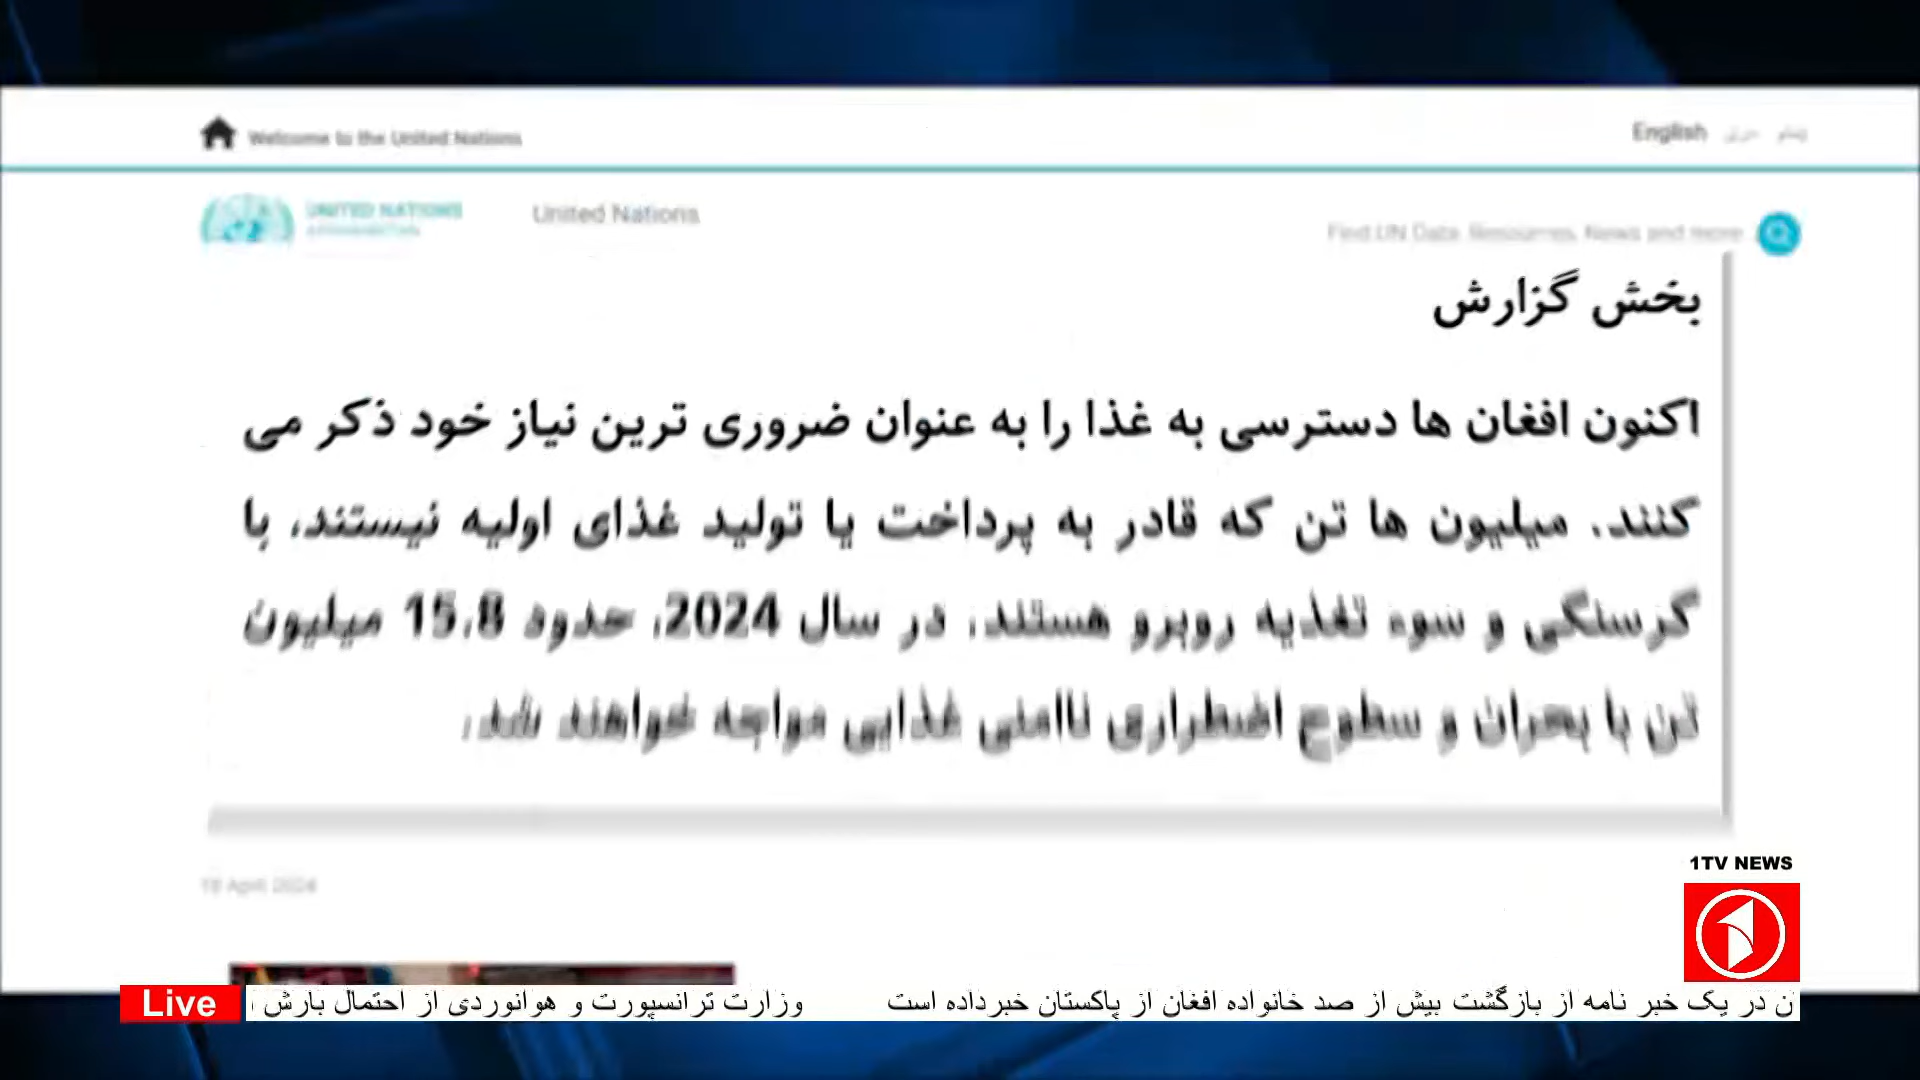 Welcome to the United Nations
English
UNITED NATIONS
United Nations
Find UN Data, Resources, News and more
بخش گزارش
اکنون افغان ها دسترسی به غذا را به عنوان ضروری ترین نیاز خود ذکر می
کنند. میلیون ها تن که قادر به پرداخت یا تولید غذای اولیه نیستند، با
گرسنگی و سوء تغذیه روبرو هستند. در سال 2024، حدود 15.8 میلیون
تن با بحران و سطوح اضطراری ناامنی غذایی مواجه خواهند شد.
April 2024
1TV NEWS
Live
ن در یک خبر نامه از بازگشت بیش از صد خانواده افغان از پاکستان خبرداده است وزارت ترانسپورت و هوانوردی از احتمال بارش